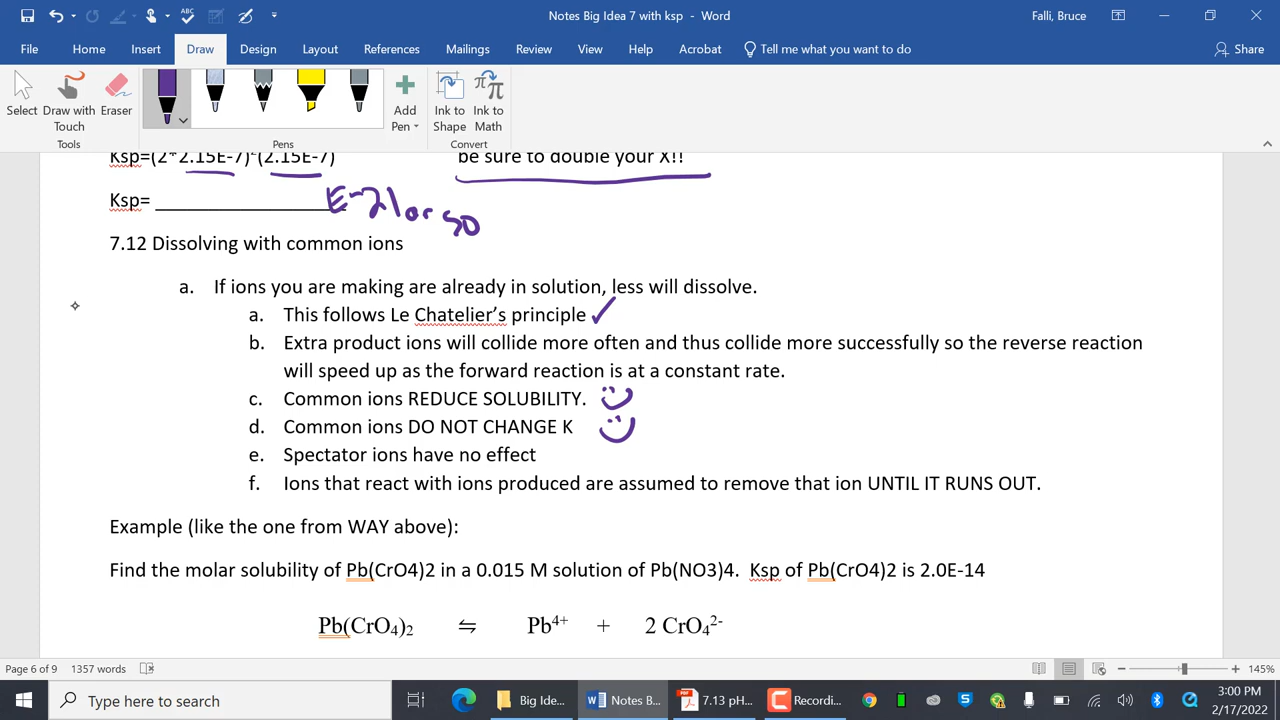 Notes Big Idea 7 with ksp - Word
Falli, Bruce
File Home Insert Draw Design Layout References Mailings Review View Help Acrobat Tell me what you want to do Share
Select Draw with Touch Eraser Add Pen Ink to Shape Ink to Math
Tools Pens Convert
Ksp=(2*2.15E-7)²(2.15E-7) be sure to double your X!!
Ksp= ___________________ E-21 or so
7.12 Dissolving with common ions
a. If ions you are making are already in solution, less will dissolve.
a. This follows Le Chatelier’s principle
b. Extra product ions will collide more often and thus collide more successfully so the reverse reaction
will speed up as the forward reaction is at a constant rate.
c. Common ions REDUCE SOLUBILITY.
d. Common ions DO NOT CHANGE K
e. Spectator ions have no effect
f. Ions that react with ions produced are assumed to remove that ion UNTIL IT RUNS OUT.
Example (like the one from WAY above):
Find the molar solubility of Pb(CrO4)2 in a 0.015 M solution of Pb(NO3)4. Ksp of Pb(CrO4)2 is 2.0E-14
Pb(CrO₄)₂ ⇋ Pb⁴⁺ + 2 CrO₄²⁻
Page 6 of 9 1357 words 145%
Type here to search Big Ide... Notes B... 7.13 pH... Recordi... 3:00 PM
2/17/2022